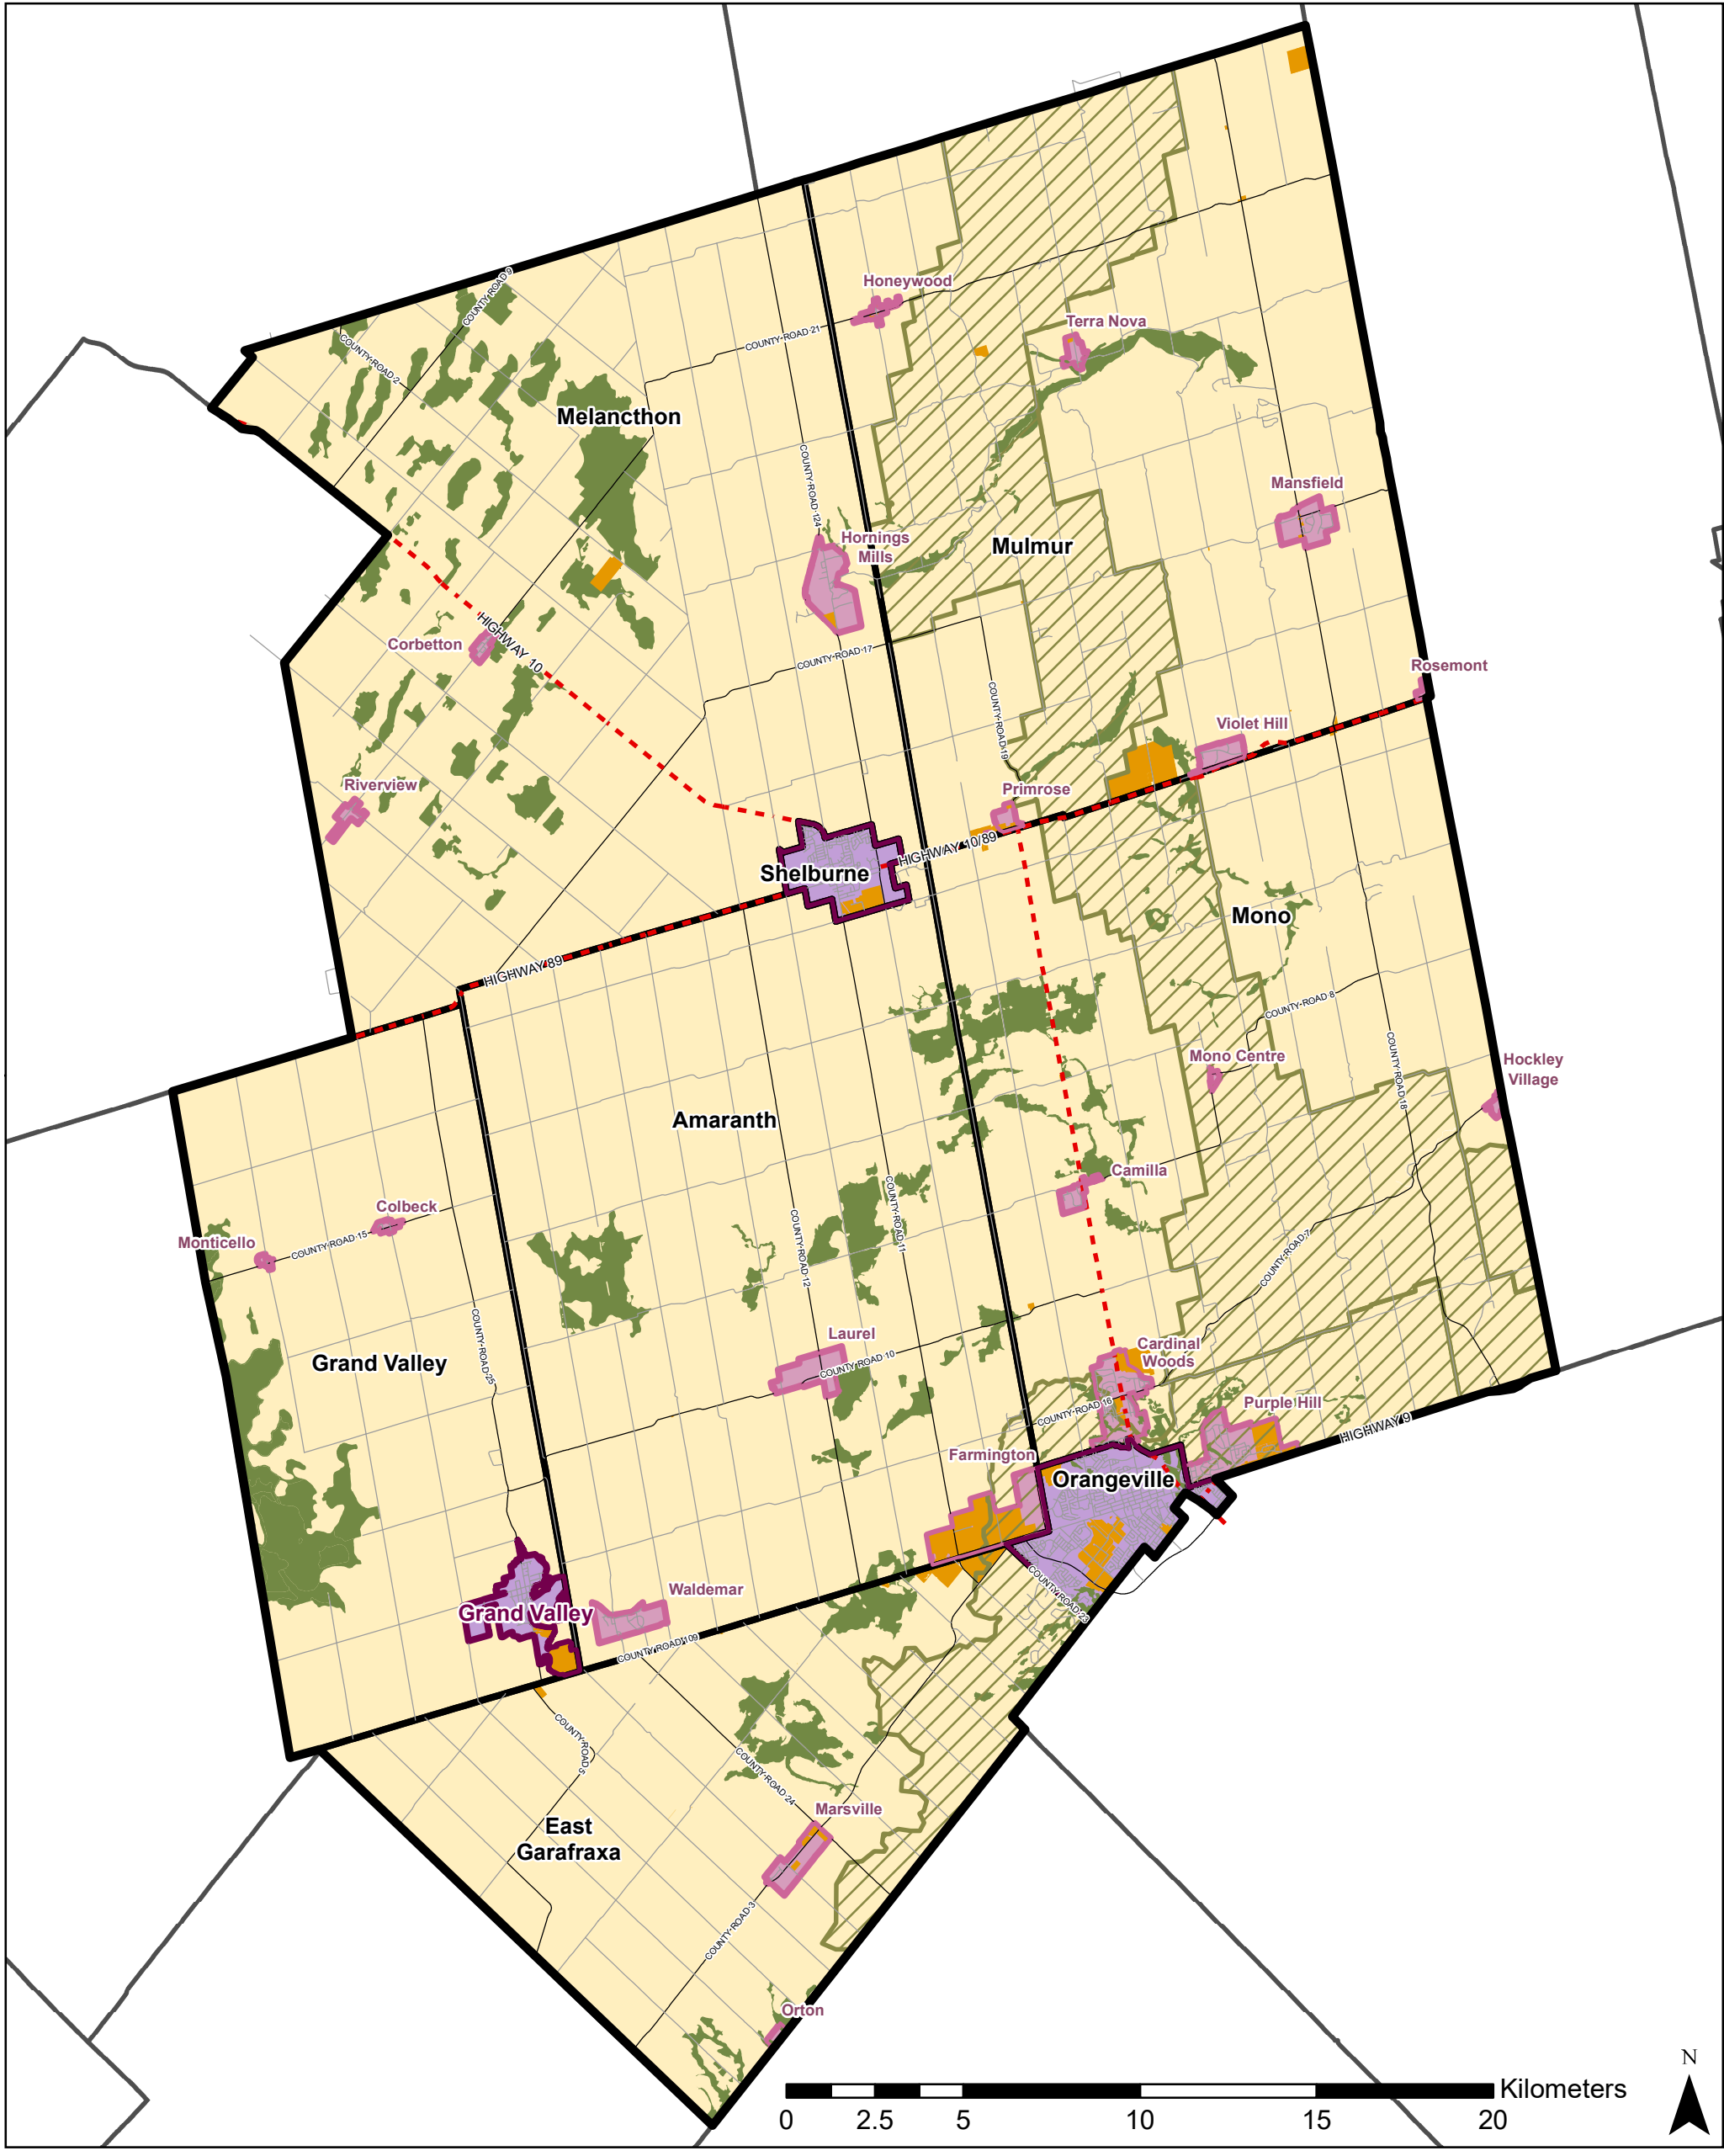 COUNTY ROAD 9
Honeywood
Terra Nova
COUNTY ROAD 21
COUNTY ROAD 2
Melancthon
COUNTY ROAD 124
Mansfield
Hornings
Mills
Mulmur
HIGHWAY 10
Corbetton
COUNTY ROAD 17
Rosemont
COUNTY ROAD 19
Violet Hill
Riverview
Primrose
HIGHWAY 10/89
Shelburne
Mono
HIGHWAY 89
COUNTY ROAD 8
Mono Centre
COUNTY ROAD 18
Hockley
Village
Amaranth
Camilla
Colbeck
COUNTY ROAD 11
Monticello
COUNTY ROAD 15
COUNTY ROAD 12
COUNTY ROAD 7
COUNTY ROAD 25
Laurel
Cardinal
Woods
Grand Valley
COUNTY ROAD 10
COUNTY ROAD 16
Purple Hill
HIGHWAY 9
Farmington
Orangeville
COUNTY ROAD 23
Waldemar
Grand Valley
COUNTY ROAD 109
COUNTY ROAD 5
COUNTY ROAD 24
Marsville
East
Garafraxa
COUNTY ROAD 3
Orton
N
Kilometers
0 2.5 5 10 15 20